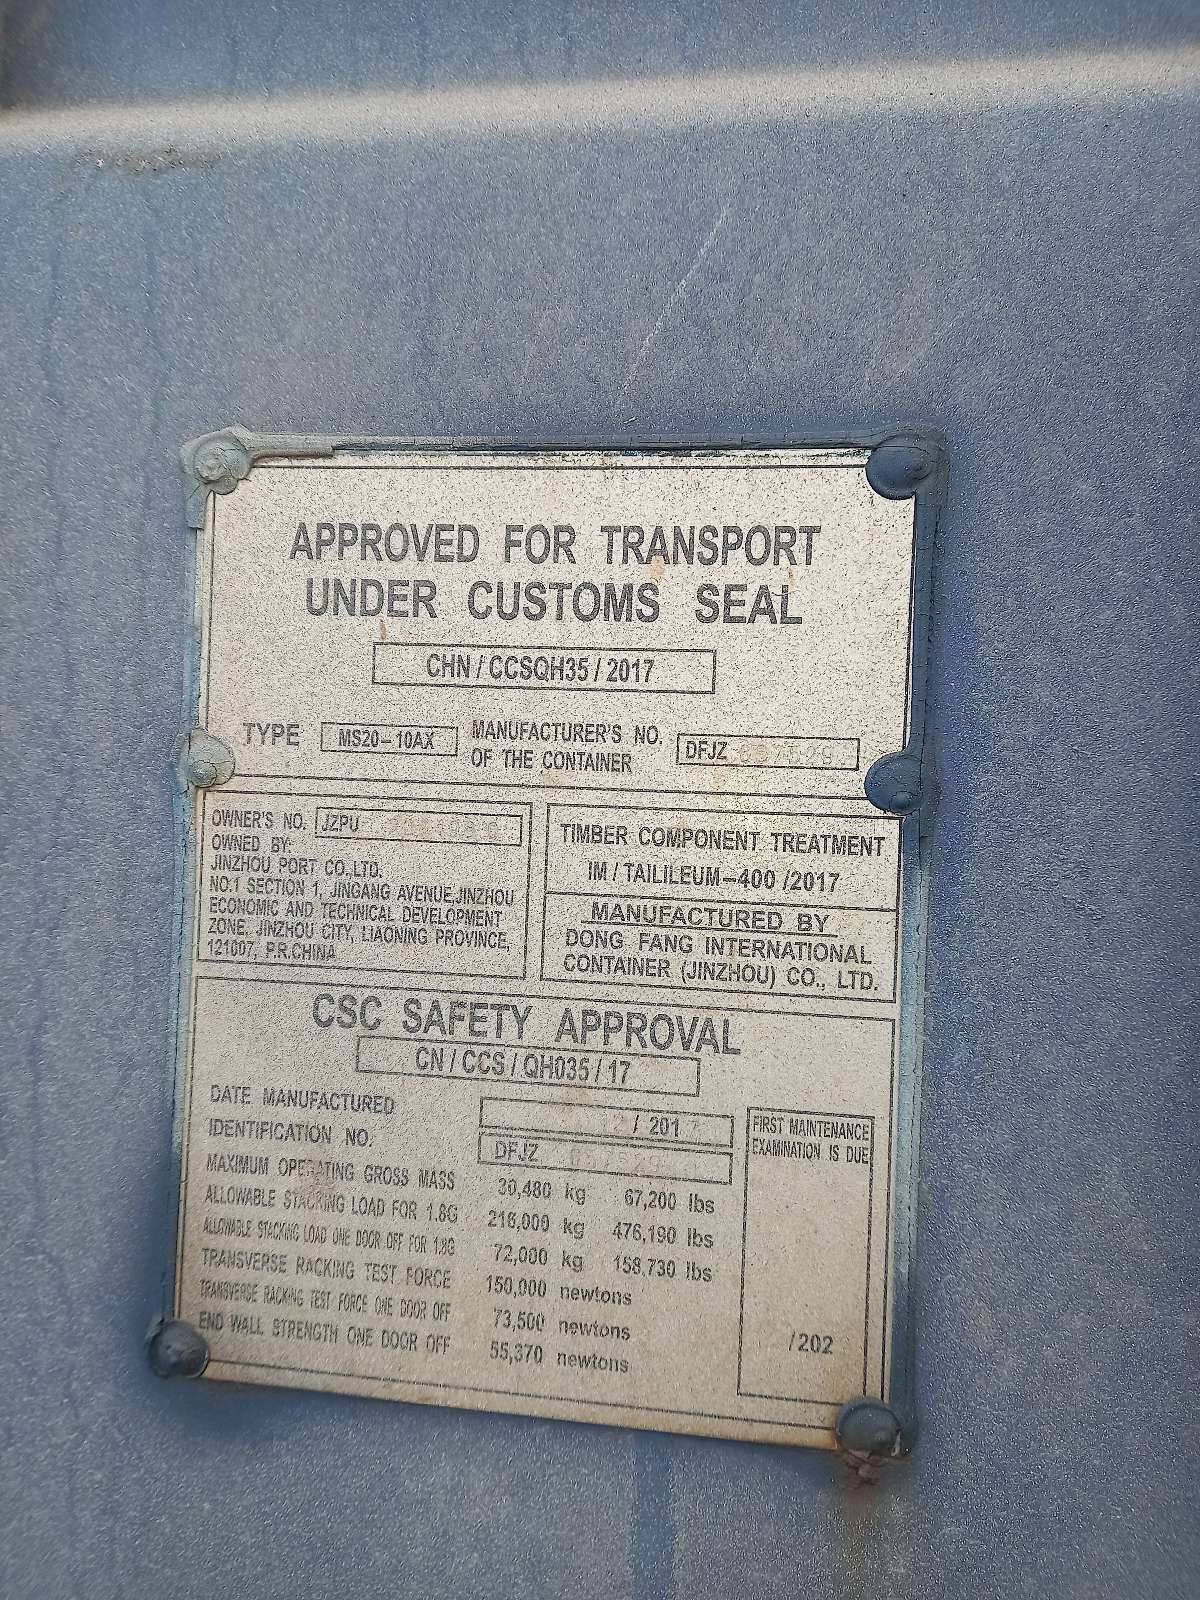 APPROVED FOR TRANSPORT
UNDER CUSTOMS SEAL
CHN / CCSQH35 / 2017
TYPE MS20-10AX MANUFACTURER'S NO. OF THE CONTAINER DFJZ
OWNER'S NO. JZPU
OWNED BY:
JINZHOU PORT CO.,LTD.
NO.1 SECTION 1, JINGANG AVENUE,JINZHOU
ECONOMIC AND TECHNICAL DEVELOPMENT
ZONE, JINZHOU CITY, LIAONING PROVINCE,
121007, P.R.CHINA
TIMBER COMPONENT TREATMENT
IM / TAILILEUM-400 /2017
MANUFACTURED BY
DONG FANG INTERNATIONAL
CONTAINER (JINZHOU) CO., LTD.
CSC SAFETY APPROVAL
CN / CCS / QH035 / 17
DATE MANUFACTURED / 2017
IDENTIFICATION NO. DFJZ
MAXIMUM OPERATING GROSS MASS 30,480 kg 67,200 lbs
ALLOWABLE STACKING LOAD FOR 1.8G 216,000 kg 476,190 lbs
ALLOWABLE STACKING LOAD ONE DOOR OFF FOR 1.8G 72,000 kg 158,730 lbs
TRANSVERSE RACKING TEST FORCE 150,000 newtons
TRANSVERSE RACKING TEST FORCE ONE DOOR OFF 73,500 newtons
END WALL STRENGTH ONE DOOR OFF 55,370 newtons
FIRST MAINTENANCE
EXAMINATION IS DUE
/202